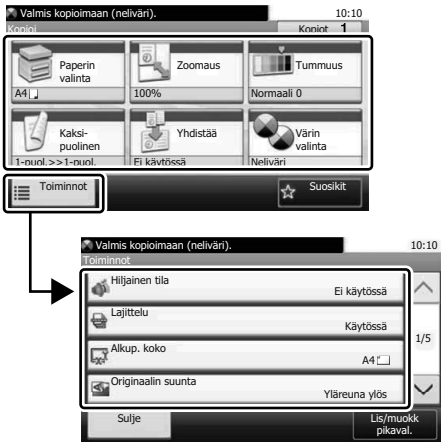 Valmis kopioimaan (neliväri). 10:10
Kopioi Kopiot 1
Paperin valinta
A4
Zoomaus
100%
Tummuus
Normaali 0
Kaksi-
puolinen
1-puol.>>1-puol.
Yhdistää
Ei käytössä
Värin valinta
Neliväri
Toiminnot Suosikit
Valmis kopioimaan (neliväri). 10:10
Toiminnot
Hiljainen tila
Ei käytössä
Lajittelu
Käytössä
1/5
Alkup. koko
A4
Originaalin suunta
Yläreuna ylös
Sulje
Lis/muokk
pikaval.